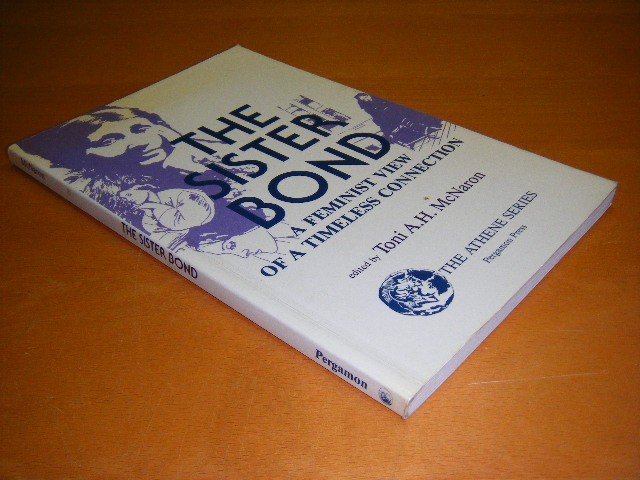 THE
SISTER
BOND
A FEMINIST VIEW
OF A TIMELESS CONNECTION
edited by Toni A.H. McNaron
THE ATHENE SERIES
Pergamon Press
THE SISTER BOND
Pergamon